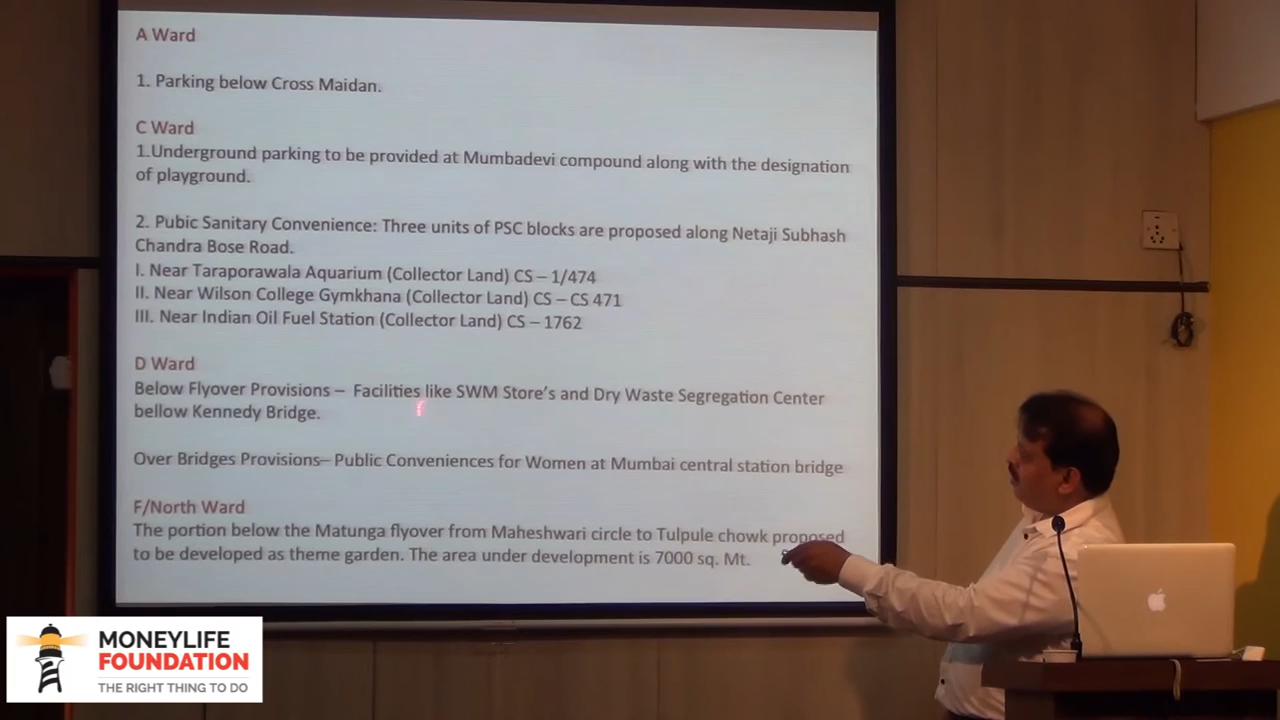 A Ward
1. Parking below Cross Maidan.
C Ward
1.Underground parking to be provided at Mumbadevi compound along with the designation
of playground.
2. Pubic Sanitary Convenience: Three units of PSC blocks are proposed along Netaji Subhash
Chandra Bose Road.
I. Near Taraporawala Aquarium (Collector Land) CS – 1/474
II. Near Wilson College Gymkhana (Collector Land) CS – CS 471
III. Near Indian Oil Fuel Station (Collector Land) CS – 1762
D Ward
Below Flyover Provisions – Facilities like SWM Store's and Dry Waste Segregation Center
bellow Kennedy Bridge.
Over Bridges Provisions– Public Conveniences for Women at Mumbai central station bridge
F/North Ward
The portion below the Matunga flyover from Maheshwari circle to Tulpule chowk proposed
to be developed as theme garden. The area under development is 7000 sq. Mt.
MONEYLIFE
FOUNDATION
THE RIGHT THING TO DO